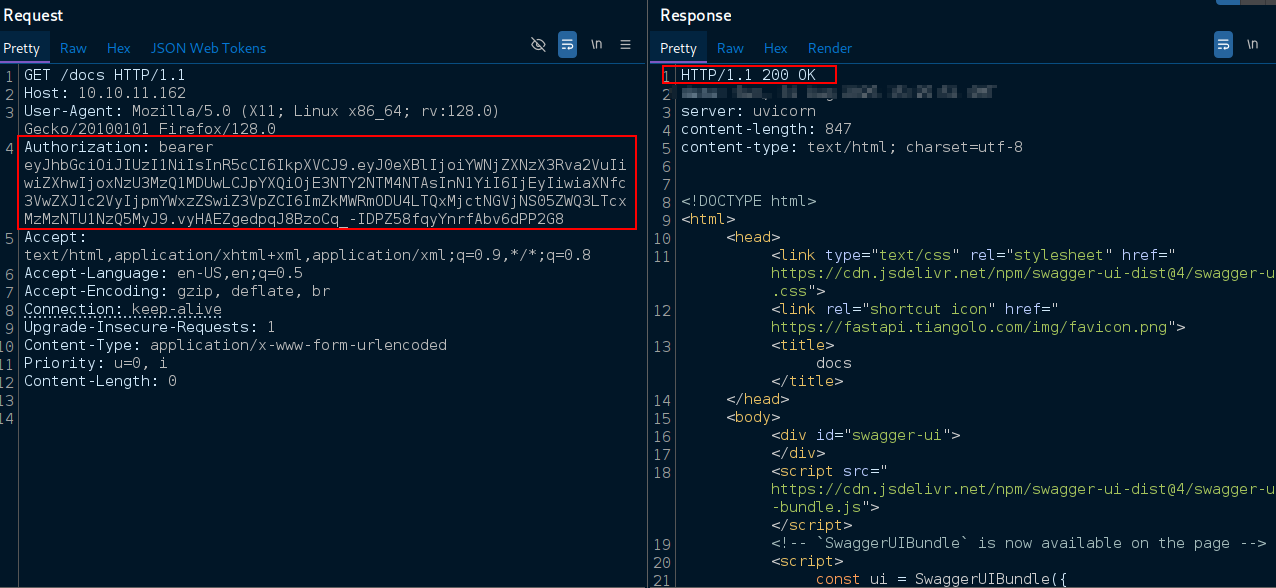 Request
Pretty Raw Hex JSON Web Tokens \n
1 GET /docs HTTP/1.1
2 Host: 10.10.11.162
3 User-Agent: Mozilla/5.0 (X11; Linux x86_64; rv:128.0)
Gecko/20100101 Firefox/128.0
4 Authorization: bearer
eyJhbGciOiJIUzI1NiIsInR5cCI6IkpXVCJ9.eyJ0eXBlIjoiYWNjZXNzX3Rva2VuIi
wiZXhwIjoxNzU3MzQ1MDUwLCJpYXQiOjE3NTY2NTM4NTAsInN1YiI6IjEyIiwiaXNfc
3VwZXJ1c2VyIjpmYWxzZSwiZ3VpZCI6ImZkMWRmODU4LTQxMjctNGVjNS05ZWQ3LTcx
MzMzNTU1NzQ5MyJ9.vyHAEZgedpqJ8BzoCq_-IDPZ58fqyYnrfAbv6dPP2G8
5 Accept:
text/html,application/xhtml+xml,application/xml;q=0.9,*/*;q=0.8
6 Accept-Language: en-US,en;q=0.5
7 Accept-Encoding: gzip, deflate, br
8 Connection: keep-alive
9 Upgrade-Insecure-Requests: 1
10 Content-Type: application/x-www-form-urlencoded
11 Priority: u=0, i
12 Content-Length: 0
13
14
Response
Pretty Raw Hex Render \n
1 HTTP/1.1 200 OK
2
3 server: uvicorn
4 content-length: 847
5 content-type: text/html; charset=utf-8
6
7
8 <!DOCTYPE html>
9 <html>
10 <head>
11 <link type="text/css" rel="stylesheet" href="
https://cdn.jsdelivr.net/npm/swagger-ui-dist@4/swagger-u
.css">
12 <link rel="shortcut icon" href="
https://fastapi.tiangolo.com/img/favicon.png">
13 <title>
docs
</title>
14 </head>
15 <body>
16 <div id="swagger-ui">
17 </div>
18 <script src="
https://cdn.jsdelivr.net/npm/swagger-ui-dist@4/swagger-u
-bundle.js">
</script>
19 <!-- `SwaggerUIBundle` is now available on the page -->
20 <script>
21 const ui = SwaggerUIBundle({